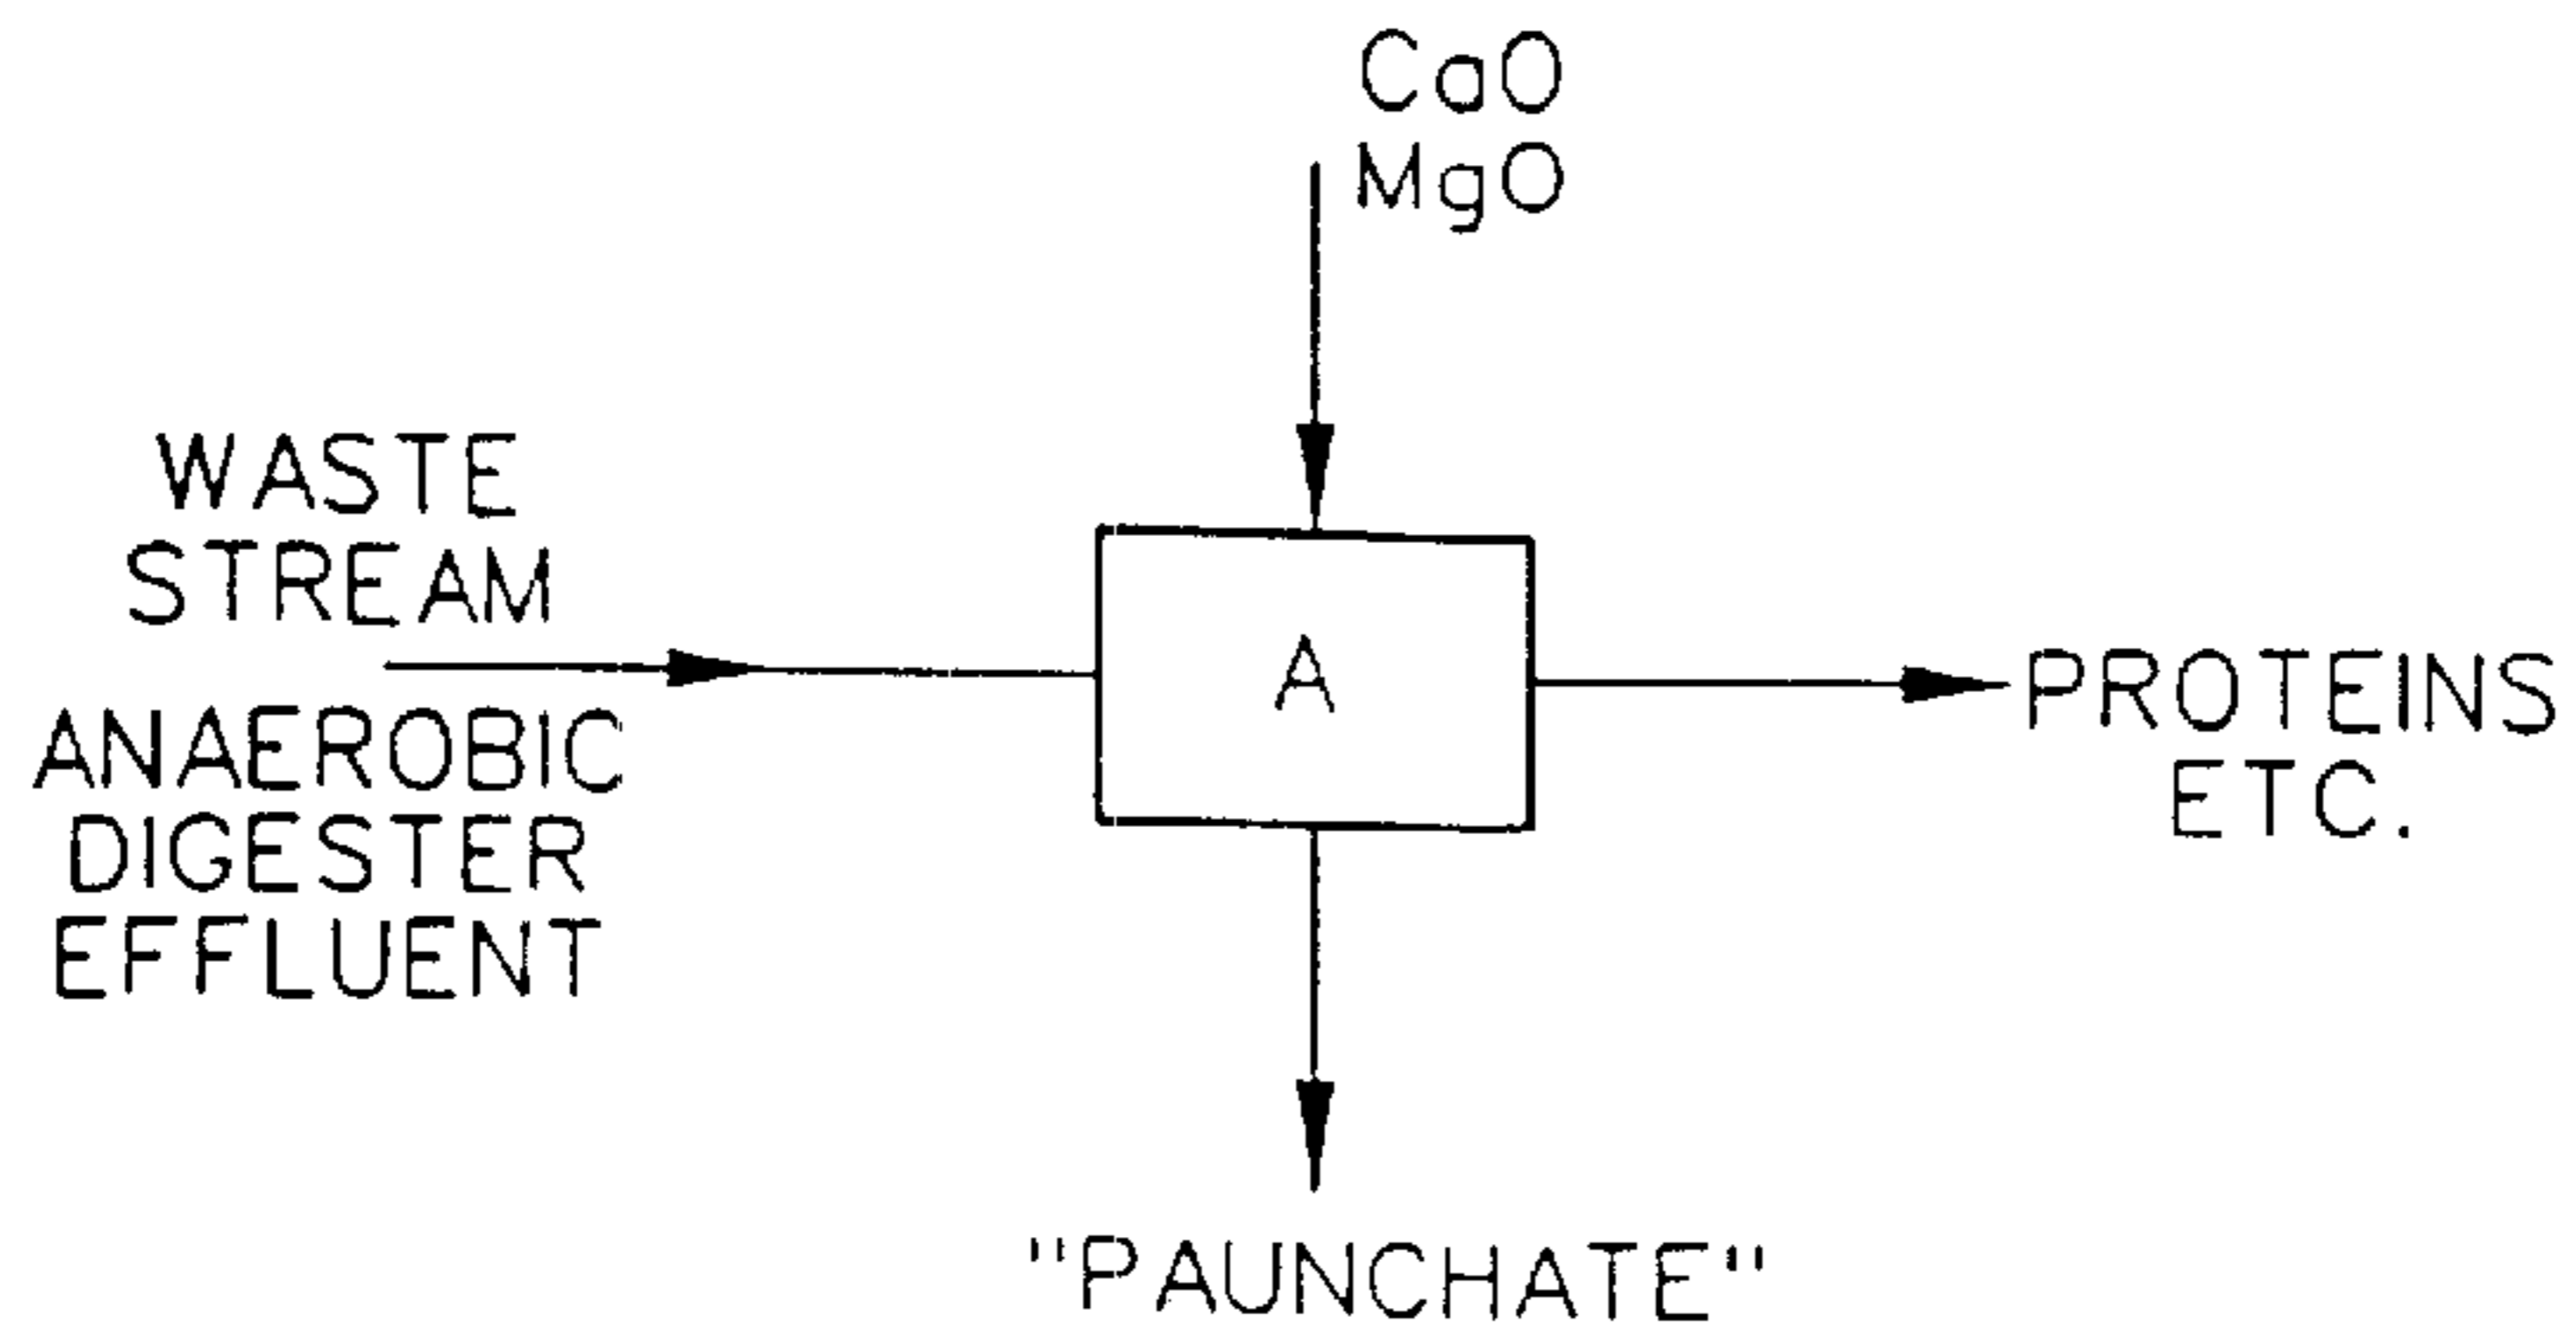 CaO
MgO
WASTE
STREAM
ANAEROBIC
DIGESTER
EFFLUENT
A
PROTEINS
ETC.
"PAUNCHATE"